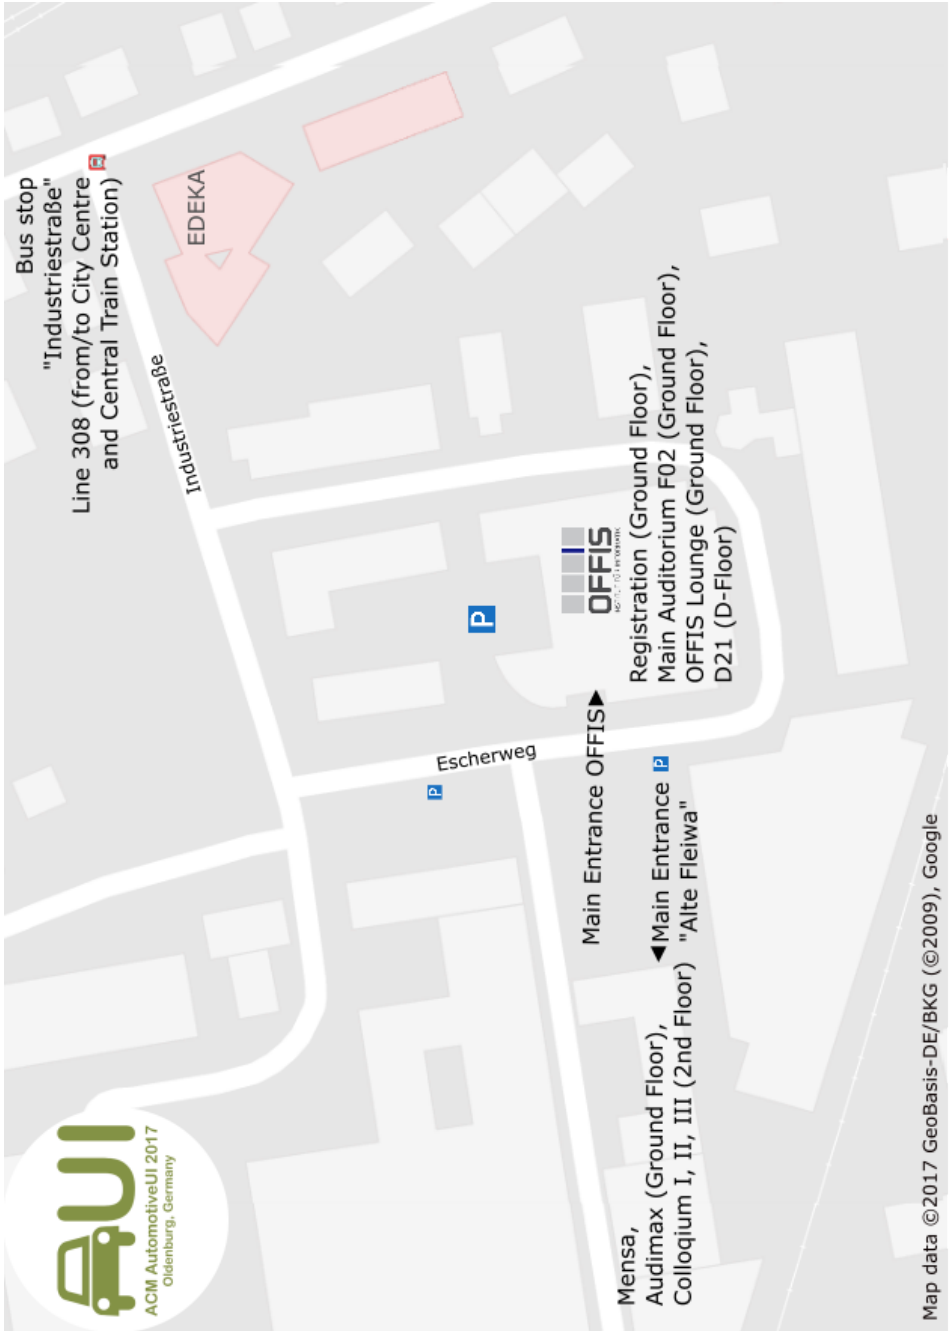 Bus stop
"Industriestraße"
Line 308 (from/to City Centre
and Central Train Station)
EDEKA
Industriestraße
AUI
ACM AutomotiveUI 2017
Oldenburg, Germany
P
P
Escherweg
OFFIS
Main Entrance OFFIS▶
Registration (Ground Floor),
Main Auditorium F02 (Ground Floor),
OFFIS Lounge (Ground Floor),
D21 (D-Floor)
◀Main Entrance P
"Alte Fleiwa"
Mensa,
Audimax (Ground Floor),
Colloqium I, II, III (2nd Floor)
Map data ©2017 GeoBasis-DE/BKG (©2009), Google